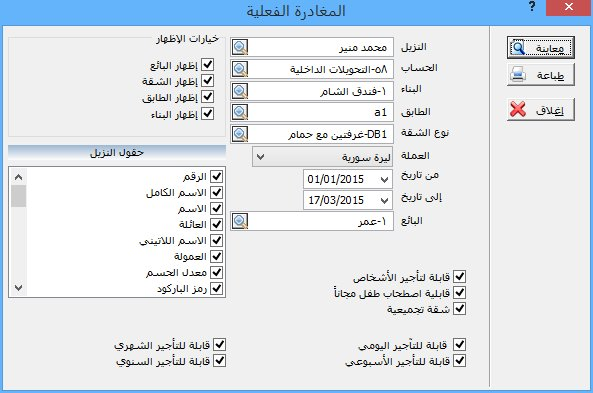 المغادرة الفعلية
معاينة
طباعة
إغلاق
النزيل محمد منير
الحساب ٥٨-التحويلات الداخلية
البناء ١-فندق الشام
الطابق a1
نوع الشقة DB1-غرفتين مع حمام
العملة ليرة سورية
من تاريخ 01/01/2015
إلى تاريخ 17/03/2015
البائع ١-عمر
خيارات الإظهار
إظهار البائع
إظهار الشقة
إظهار الطابق
إظهار البناء
حقول النزيل
الرقم
الاسم الكامل
الاسم
العائلة
الاسم اللاتيني
العمولة
معدل الحسم
رمز الباركود
قابلة لتأجير الأشخاص
قابلية اصطحاب طفل مجاناً
شقة تجميعية
قابلة للتأجير اليومي
قابلة للتأجير الأسبوعي
قابلة للتأجير الشهري
قابلة للتأجير السنوي